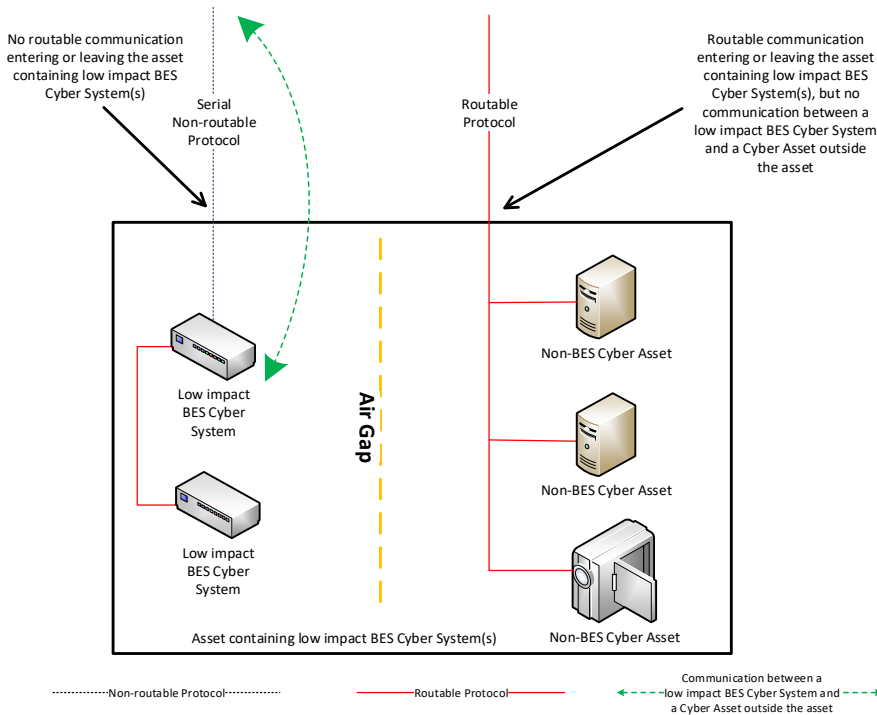 No routable communication
entering or leaving the asset
containing low impact BES
Cyber System(s)
Serial
Non-routable
Protocol
Routable
Protocol
Routable communication
entering or leaving the asset
containing low impact BES
Cyber System(s), but no
communication between a
low impact BES Cyber System
and a Cyber Asset outside
the asset
Low impact
BES Cyber
System
Low impact
BES Cyber
System
Air Gap
Non-BES Cyber Asset
Non-BES Cyber Asset
Non-BES Cyber Asset
Asset containing low impact BES Cyber System(s)
Non-routable Protocol
Routable Protocol
Communication between a
low impact BES Cyber System and
a Cyber Asset outside the asset